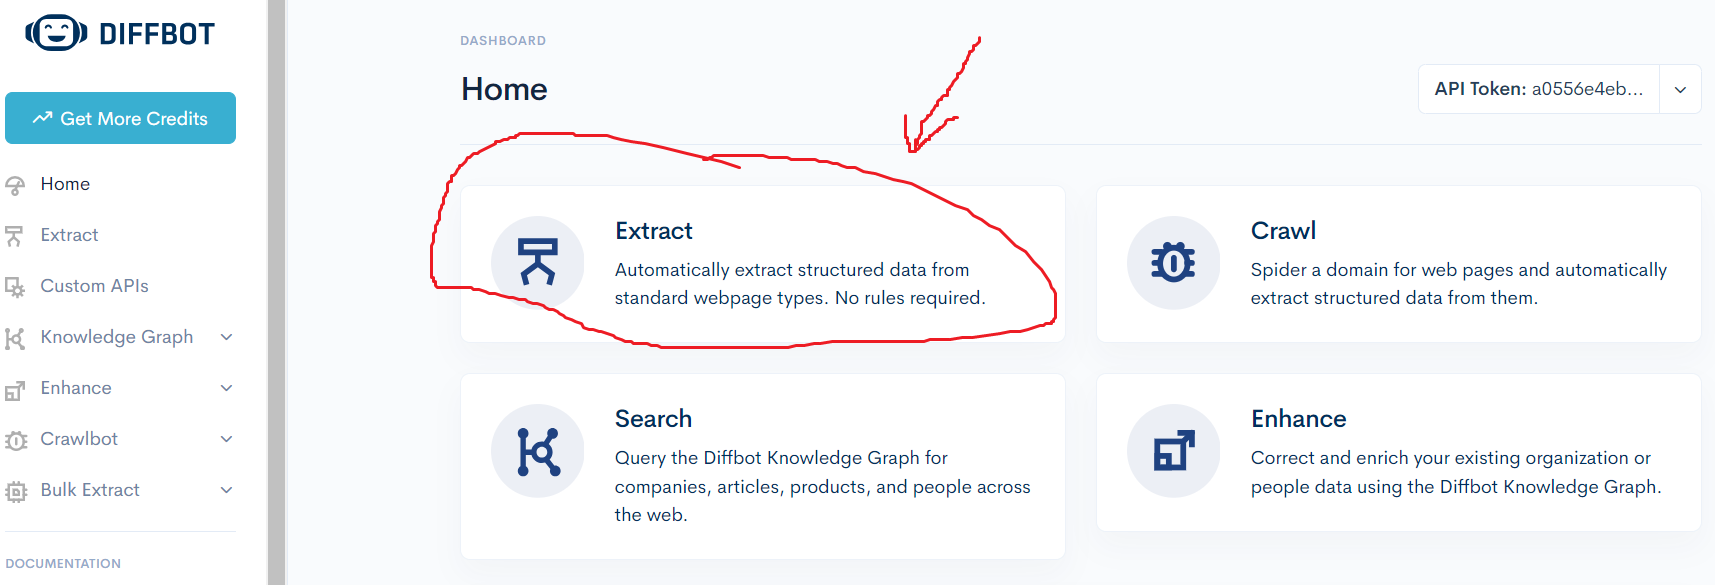 DIFFBOT
Get More Credits
Home
Extract
Custom APIs
Knowledge Graph
Enhance
Crawlbot
Bulk Extract
DOCUMENTATION
DASHBOARD
Home
API Token: a0556e4eb...
Extract
Automatically extract structured data from
standard webpage types. No rules required.
Crawl
Spider a domain for web pages and automatically
extract structured data from them.
Search
Query the Diffbot Knowledge Graph for
companies, articles, products, and people across
the web.
Enhance
Correct and enrich your existing organization or
people data using the Diffbot Knowledge Graph.